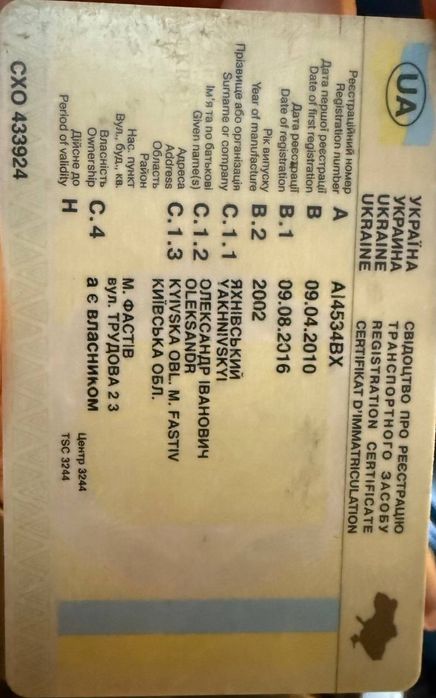 UA
УКРАЇНА
УКРАИНА
UKRAINE
UKRAINE
СВІДОЦТВО ПРО РЕЄСТРАЦІЮ
ТРАНСПОРТНОГО ЗАСОБУ
REGISTRATION CERTIFICATE
CERTIFIKAT D'IMMATRICULATION
Реєстраційний номер
Registration number A AI4534BX
Дата першої реєстрації
Date of first registration B 09.04.2010
Дата реєстрації
Date of registration B.1 09.08.2016
Рік випуску
Year of manufacture B.2 2002
Прізвище або організація C.1.1 ЯХНІВСЬКИЙ
Surname or company YAKHNIVSKYI
Ім'я та по батькові C.1.2 ОЛЕКСАНДР ІВАНОВИЧ
Given name(s) OLEKSANDR
Адреса C.1.3 KYIVSKA OBL. M. FASTIV
Address КИЇВСЬКА ОБЛ.
Область
Район
Нас. пункт М. ФАСТІВ
Вул., буд., кв. вул. ТРУДОВА 23
Власність
Ownership C.4 а є власником
Дійсне до
Period of validity H
Центр 3244
TSC 3244
СХО 433924